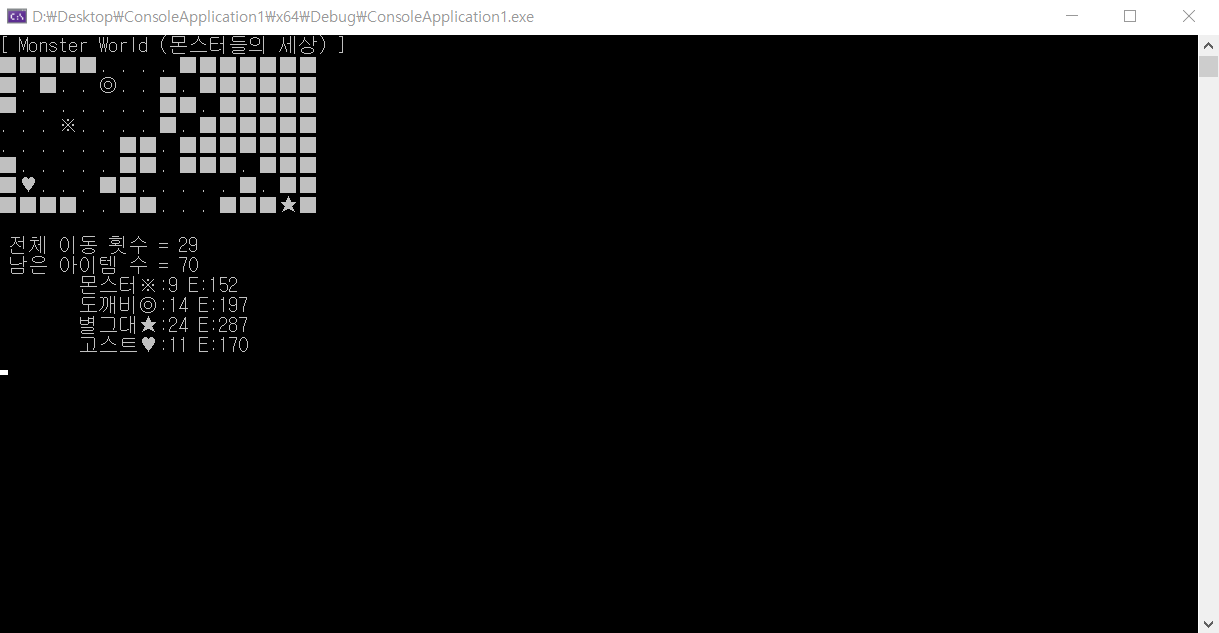 D:₩Desktop₩ConsoleApplication1₩x64₩Debug₩ConsoleApplication1.exe
[ Monster World (몬스터들의 세상) ]
■■■■■. . . . ■■■■■■■
■. ■. . ◎. . ■. ■■■■■■
■. . . . . . . ■■. ■■■■■
. . . ※. . . . ■. ■■■■■■
. . . . . . ■■. ■■■■■■■
■. . . . . ■■. ■■■. ■■■
■♥. . . ■■. . . . . ■. ■■
■■■■. . ■■. . . ■■■★■
전체 이동 횟수 = 29
남은 아이템 수 = 70
몬스터※:9 E:152
도깨비◎:14 E:197
별그대★:24 E:287
고스트♥:11 E:170